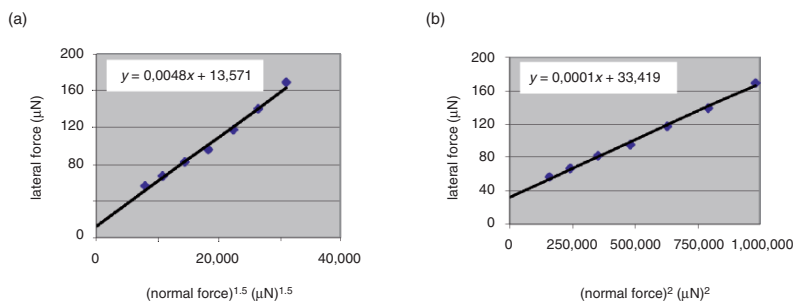 (a)
200
160
120
80
0
y = 0,0048x + 13,571
lateral force (μN)
0
20,000
40,000
(normal force)1.5 (μN)1.5
(b)
200
160
120
80
40
0
y = 0,0001x + 33,419
lateral force (μN)
0
250,000
500,000
750,000
1,000,000
(normal force)2 (μN)2